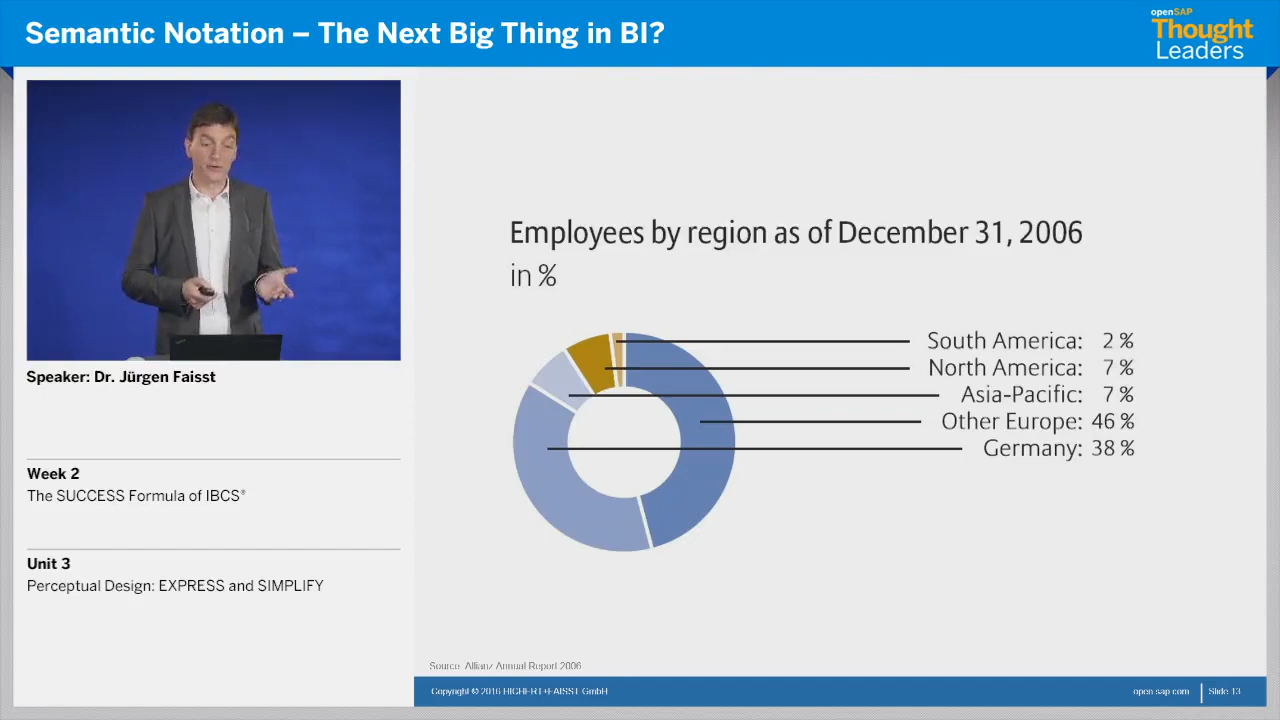 Semantic Notation – The Next Big Thing in BI?
openSAP
Thought
Leaders
Speaker: Dr. Jürgen Faisst
Week 2
The SUCCESS Formula of IBCS®
Unit 3
Perceptual Design: EXPRESS and SIMPLIFY
Employees by region as of December 31, 2006
in %
South America: 2 %
North America: 7 %
Asia-Pacific: 7 %
Other Europe: 46 %
Germany: 38 %
Source: Allianz Annual Report 2006
Copyright © 2016 HICHERT+FAISST GmbH
open.sap.com
Slide 13